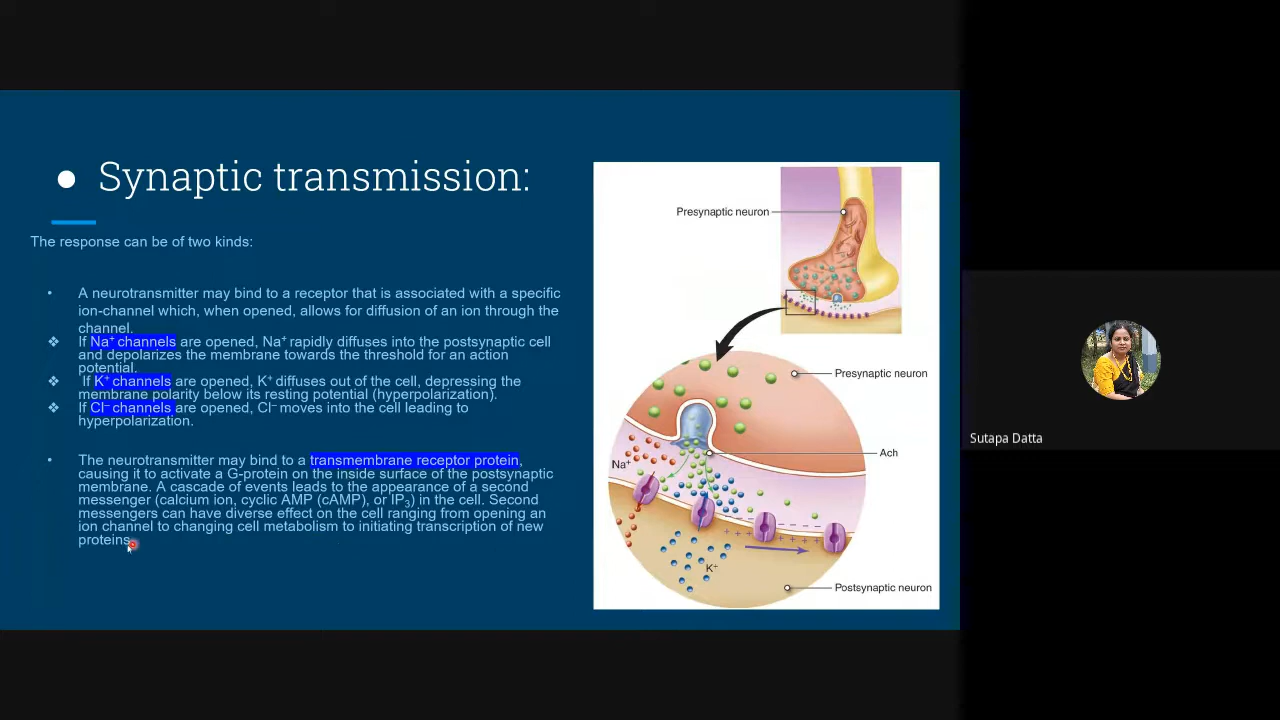 ● Synaptic transmission:
The response can be of two kinds:
• A neurotransmitter may bind to a receptor that is associated with a specific
ion-channel which, when opened, allows for diffusion of an ion through the
channel.
❖ If Na⁺ channels are opened, Na⁺ rapidly diffuses into the postsynaptic cell
and depolarizes the membrane towards the threshold for an action
potential.
❖ If K⁺ channels are opened, K⁺ diffuses out of the cell, depressing the
membrane polarity below its resting potential (hyperpolarization).
❖ If Cl⁻ channels are opened, Cl⁻ moves into the cell leading to
hyperpolarization.
• The neurotransmitter may bind to a transmembrane receptor protein,
causing it to activate a G-protein on the inside surface of the postsynaptic
membrane. A cascade of events leads to the appearance of a second
messenger (calcium ion, cyclic AMP (cAMP), or IP₃) in the cell. Second
messengers can have diverse effect on the cell ranging from opening an
ion channel to changing cell metabolism to initiating transcription of new
proteins.
Presynaptic neuron
Presynaptic neuron
Ach
Na⁺
K⁺
Postsynaptic neuron
Sutapa Datta